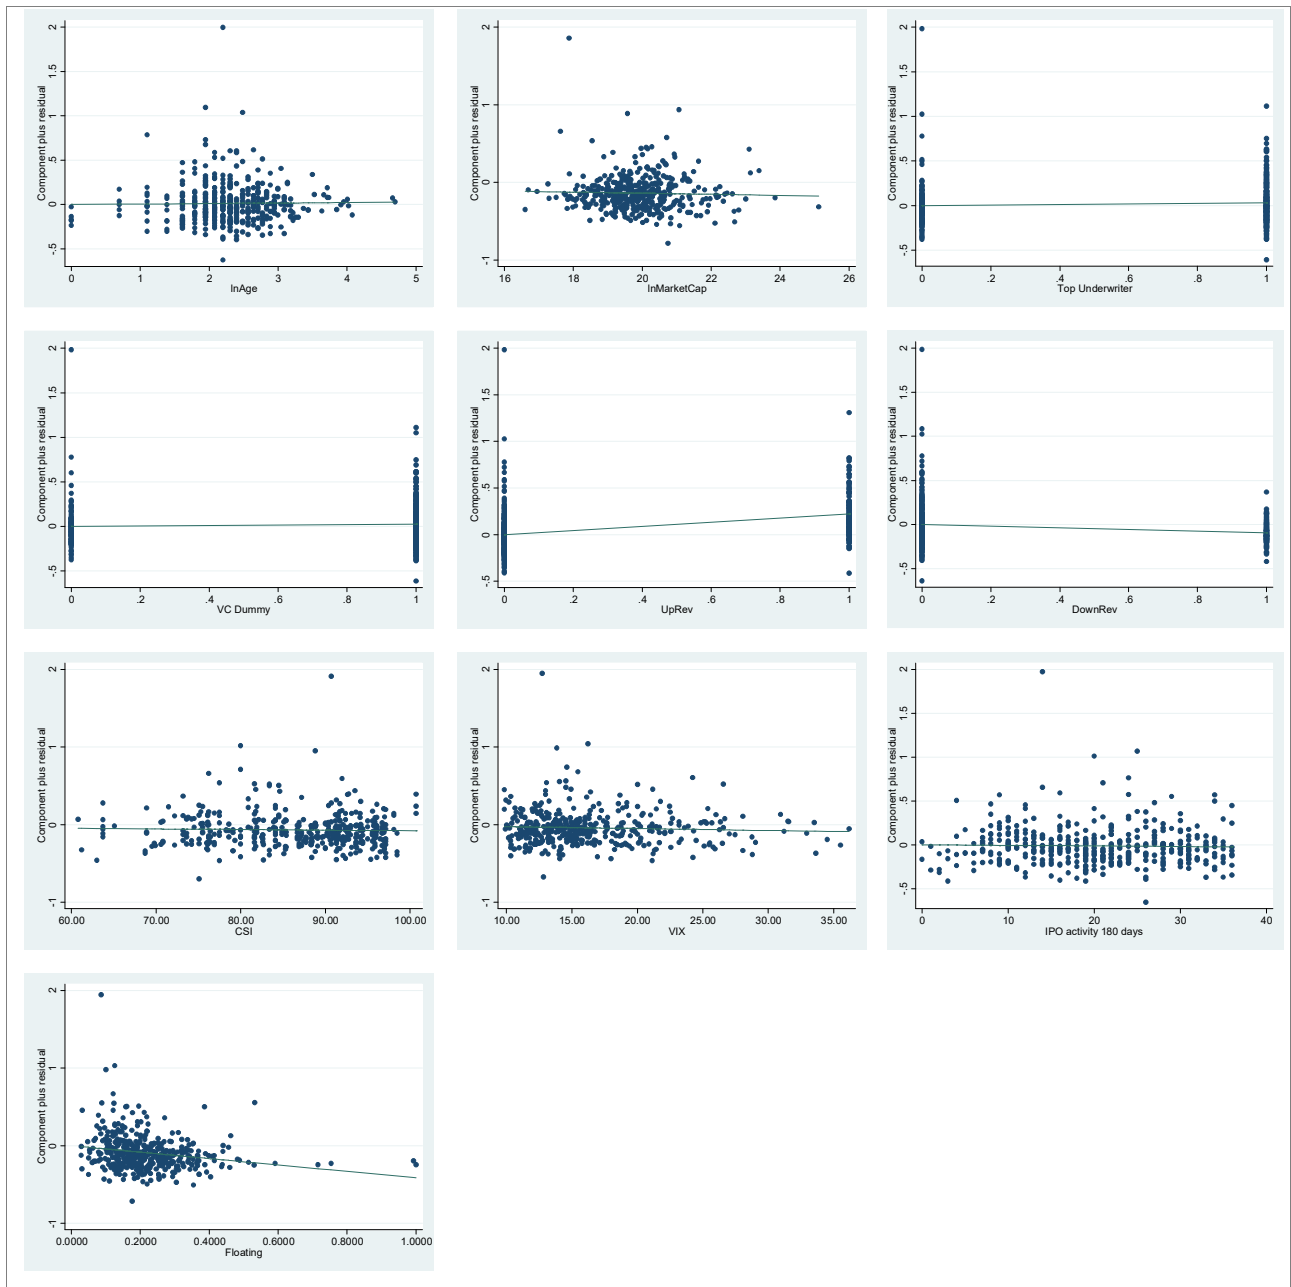 Component plus residual
2
1.5
1
.5
0
-.5
0 1 2 3 4 5
lnAge
Component plus residual
2
1
0
-1
16 18 20 22 24 26
lnMarketCap
Component plus residual
2
1.5
1
.5
0
-.5
0 .2 .4 .6 .8 1
Top Underwriter
Component plus residual
2
1.5
1
.5
0
-.5
0 .2 .4 .6 .8 1
VC Dummy
Component plus residual
2
1.5
1
.5
0
-.5
0 .2 .4 .6 .8 1
UpRev
Component plus residual
2
1.5
1
.5
0
-.5
0 .2 .4 .6 .8 1
DownRev
Component plus residual
2
1
0
-1
60.00 70.00 80.00 90.00 100.00
CSI
Component plus residual
2
1
0
-1
10.00 15.00 20.00 25.00 30.00 35.00
VIX
Component plus residual
2
1.5
1
.5
0
-.5
0 10 20 30 40
IPO activity 180 days
Component plus residual
2
1
0
-1
0.0000 0.2000 0.4000 0.6000 0.8000 1.0000
Floating